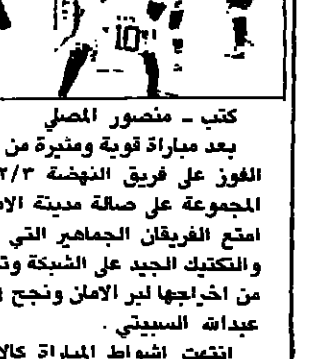 10
كتب ـ منصور المصلي
بعد مباراة قوية ومثيرة من
الفوز على فريق النهضة ٢/٣
المجموعة على صالة مدينة الا
امتع الفريقان الجماهير التي
والتكتيك الجيد على الشبكة وت
من اخراجها لبر الامان ونجح
عبدالله السبيتي .
انتهت اشواط المباراة كالا